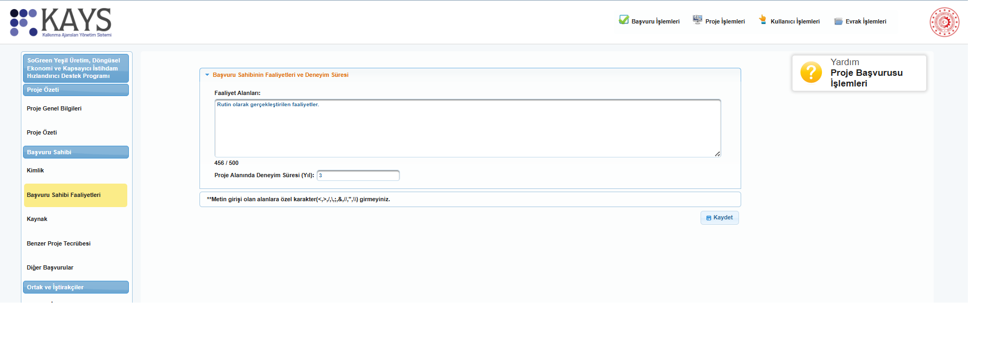 KAYS
Kalkınma Ajansları Yönetim Sistemi
Başvuru İşlemleri
Proje İşlemleri
Kullanıcı İşlemleri
Evrak İşlemleri
SoGreen Yeşil Üretim, Döngüsel
Ekonomi ve Kapsayıcı İstihdam
Hızlandırıcı Destek Programı
Proje Özeti
Proje Genel Bilgileri
Proje Özeti
Başvuru Sahibi
Kimlik
Başvuru Sahibi Faaliyetleri
Kaynak
Benzer Proje Tecrübesi
Diğer Başvurular
Ortak ve İştirakçiler
Başvuru Sahibinin Faaliyetleri ve Deneyim Süresi
Faaliyet Alanları:
Rutin olarak gerçekleştirilen faaliyetler.
456 / 500
Proje Alanında Deneyim Süresi (Yıl): 3
**Metin girişi olan alanlara özel karakter(<,>,/,\,;,&,//,",\\) girmeyiniz.
Kaydet
Yardım
Proje Başvurusu
İşlemleri